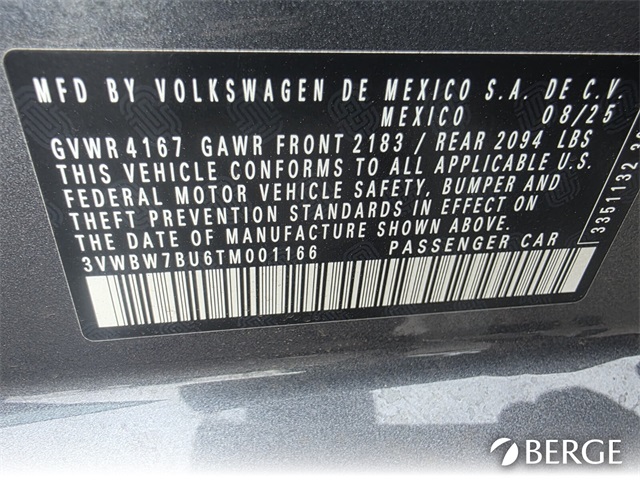 MFD BY VOLKSWAGEN DE MEXICO S.A. DE C.V.
MEXICO 08/25
GVWR 4167 GAWR FRONT 2183 / REAR 2094 LBS
THIS VEHICLE CONFORMS TO ALL APPLICABLE U.S.
FEDERAL MOTOR VEHICLE SAFETY, BUMPER AND
THEFT PREVENTION STANDARDS IN EFFECT ON
THE DATE OF MANUFACTURE SHOWN ABOVE.
3VWBW7BU6TM001166 PASSENGER CAR
3351132
BERGE